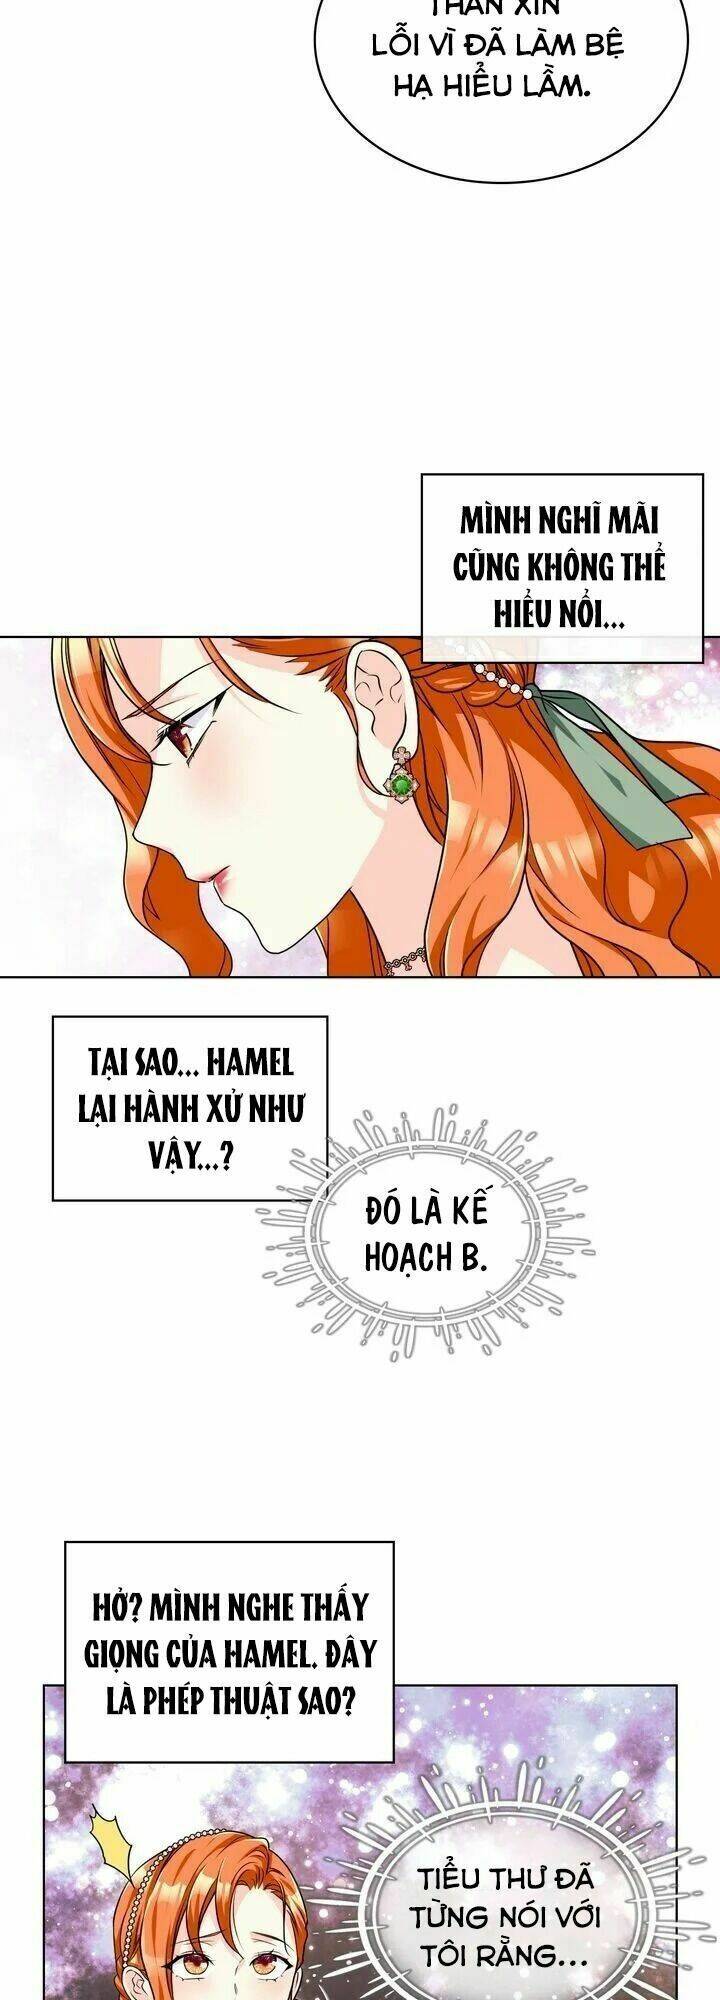 THẦN XIN
LỖI VÌ ĐÃ LÀM BỆ
HẠ HIỂU LẦM.
MÌNH NGHĨ MÃI
CŨNG KHÔNG THỂ
HIỂU NỔI...
TẠI SAO... HAMEL
LẠI HÀNH XỬ NHƯ
VẬY...?
ĐÓ LÀ KẾ
HOẠCH B.
HỞ? MÌNH NGHE THẤY
GIỌNG CỦA HAMEL. ĐÂY
LÀ PHÉP THUẬT SAO?
TIỂU THƯ ĐÃ
TỪNG NÓI VỚI
TÔI RẰNG...